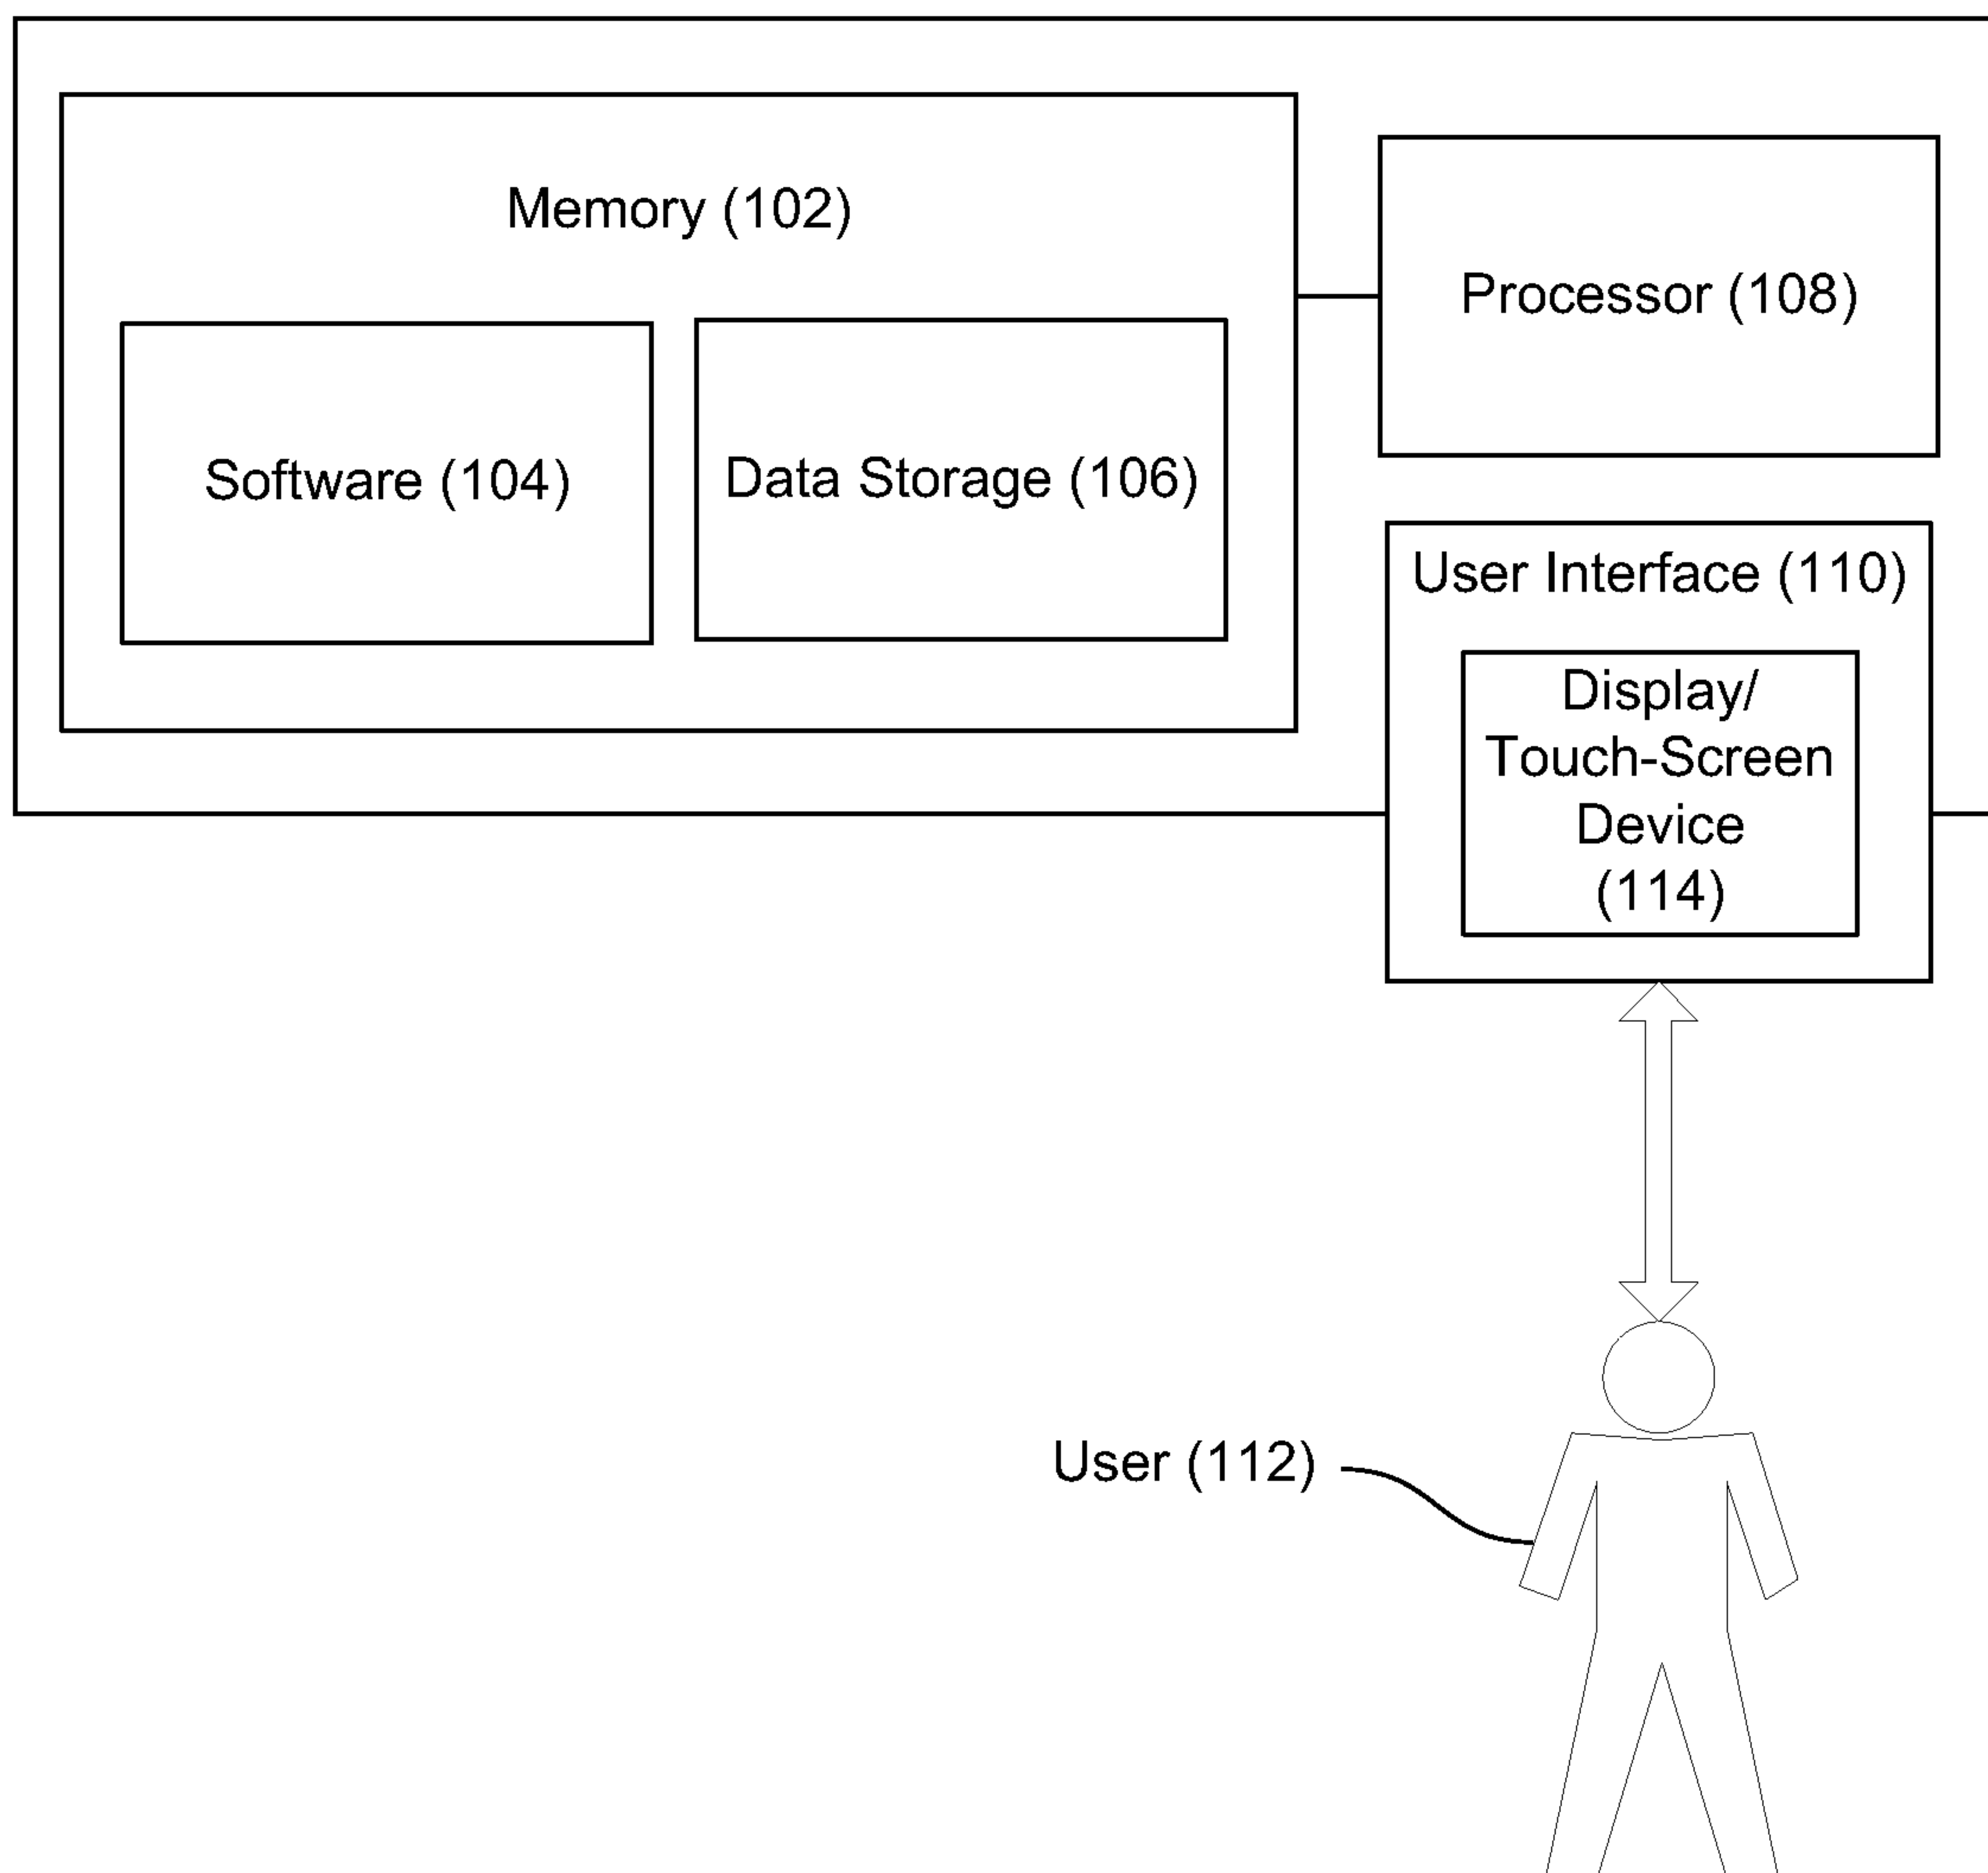 Memory (102)
Processor (108)
Software (104)
Data Storage (106)
User Interface (110)
Display/
Touch-Screen
Device
(114)
User (112)